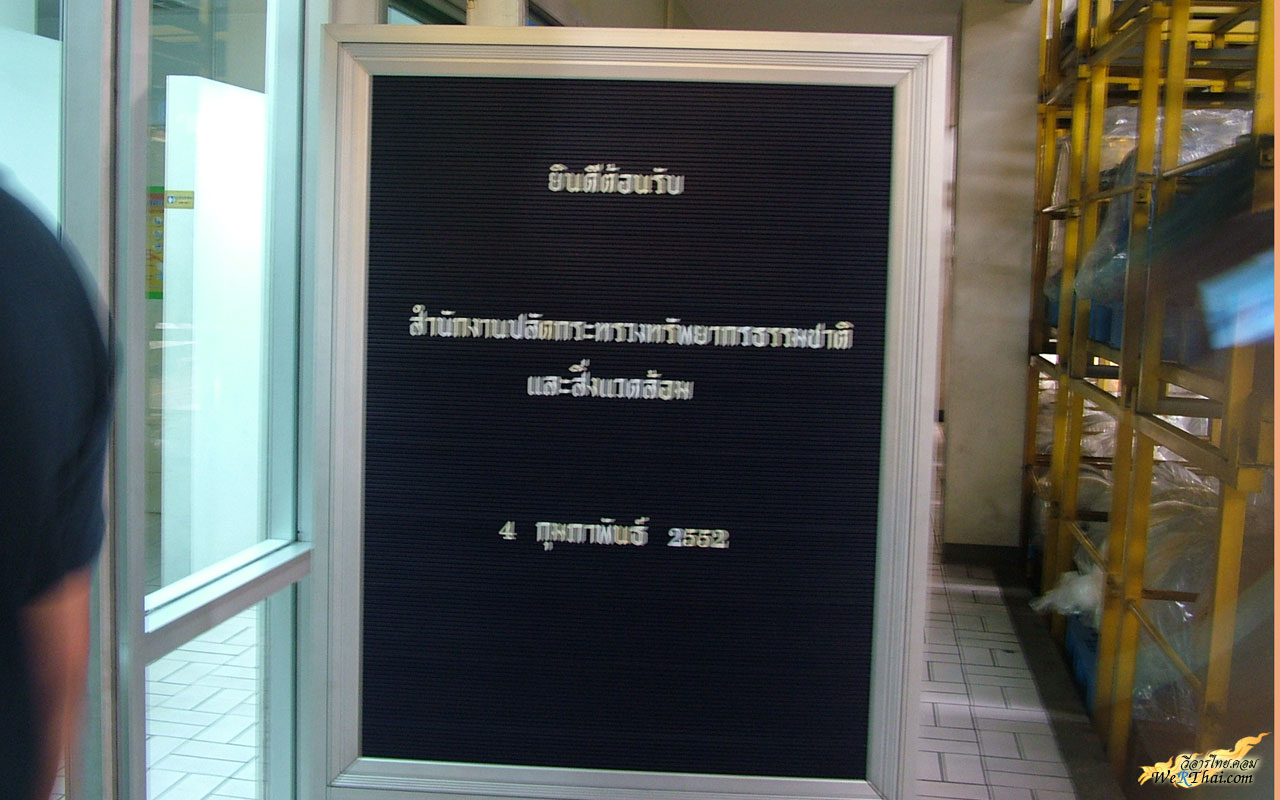 ยินดีต้อนรับ
สำนักงานปลัดกระทรวงทรัพยากรธรรมชาติ
และสิ่งแวดล้อม
4 กุมภาพันธ์ 2552
วีอาร์ไทย.คอม
WeRThai.com